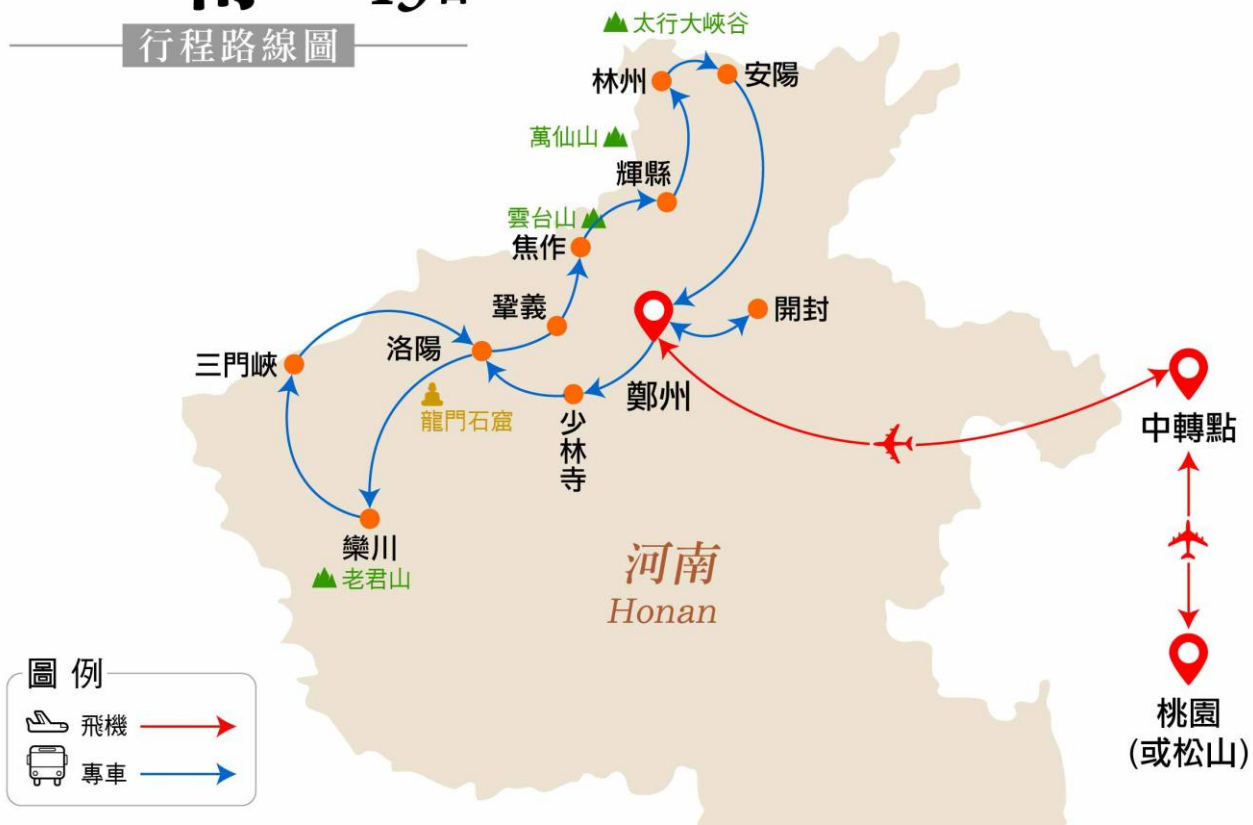 行程路線圖
太行大峽谷
林州
安陽
萬仙山
輝縣
雲台山
焦作
鞏義
開封
三門峽
洛陽
鄭州
龍門石窟
少林寺
中轉點
欒川
老君山
河南
Honan
圖例
飛機
專車
桃園
(或松山)